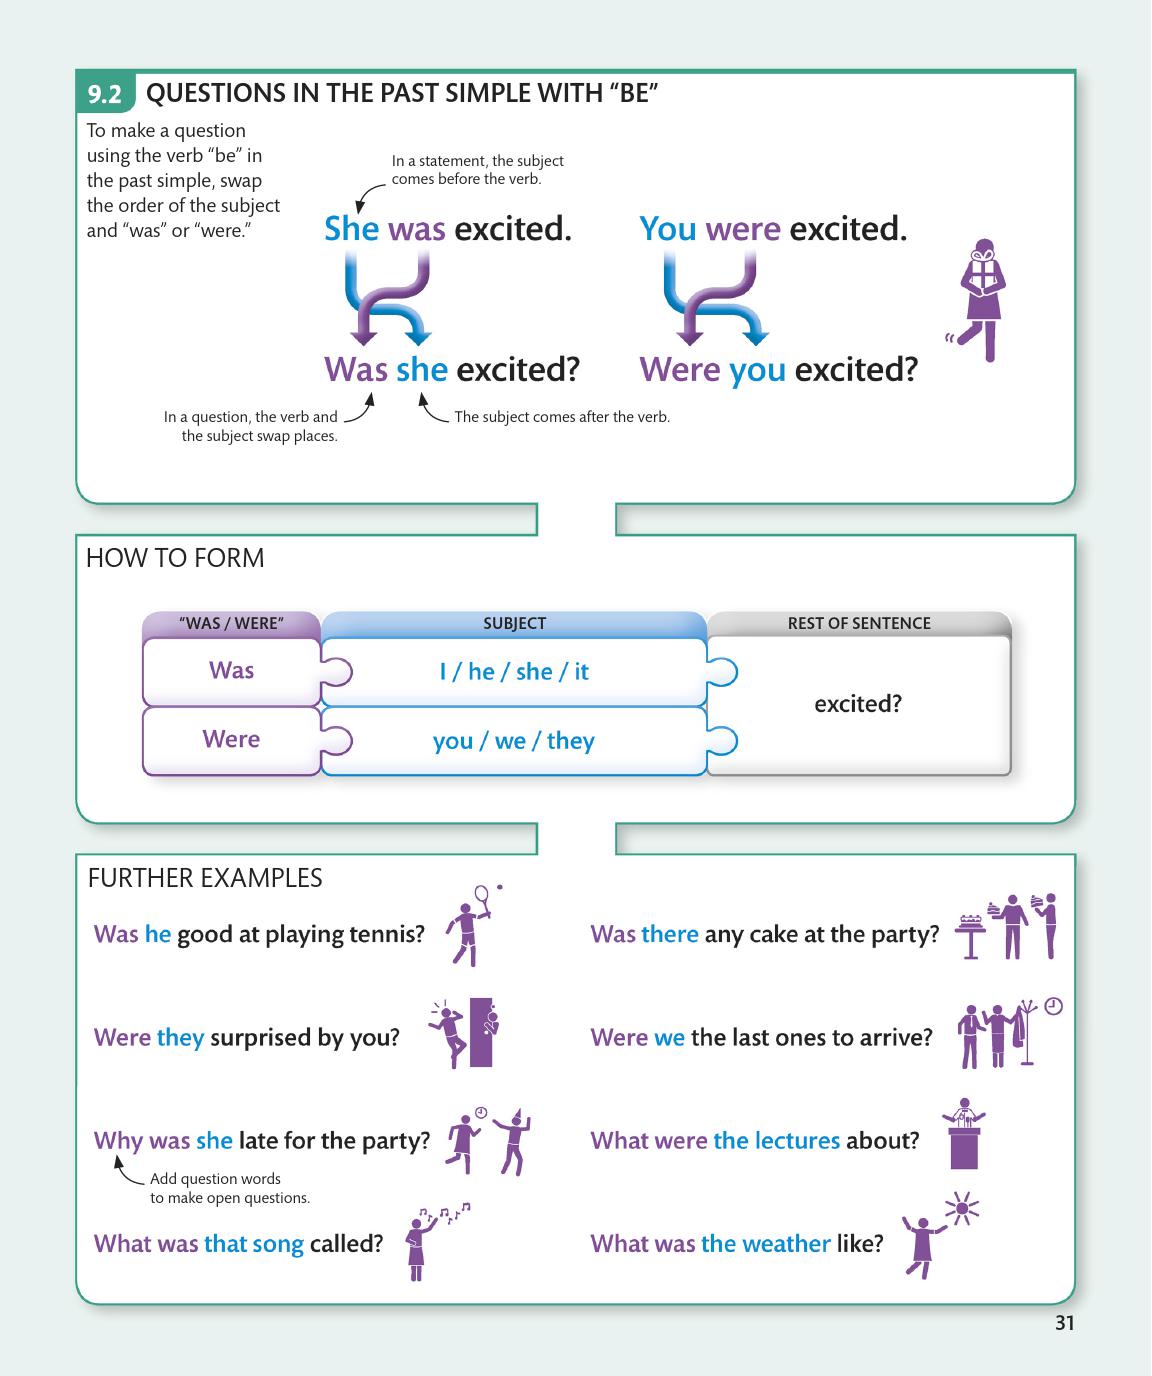 9.2 QUESTIONS IN THE PAST SIMPLE WITH “BE”
To make a question
using the verb “be” in
the past simple, swap
the order of the subject
and “was” or “were.”
In a statement, the subject
comes before the verb.
She was excited.
You were excited.
Was she excited?
Were you excited?
In a question, the verb and
the subject swap places.
The subject comes after the verb.
HOW TO FORM
“WAS / WERE” SUBJECT REST OF SENTENCE
Was I / he / she / it
excited?
Were you / we / they
FURTHER EXAMPLES
Was he good at playing tennis?
Was there any cake at the party?
Were they surprised by you?
Were we the last ones to arrive?
Why was she late for the party?
Add question words
to make open questions.
What were the lectures about?
What was that song called?
What was the weather like?
31